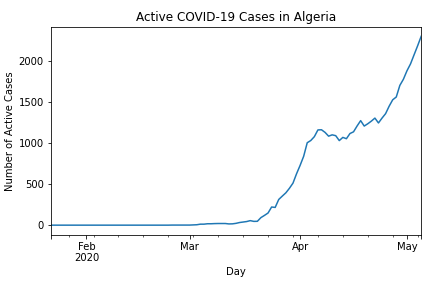 Active COVID-19 Cases in Algeria
Number of Active Cases
2000
1500
1000
500
0
Feb
2020
Mar
Apr
May
Day